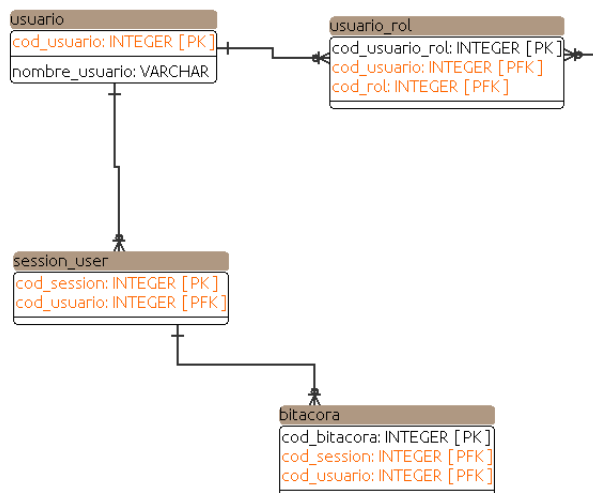 usuario
cod_usuario: INTEGER [PK]
nombre_usuario: VARCHAR
usuario_rol
cod_usuario_rol: INTEGER [PK]
cod_usuario: INTEGER [PFK]
cod_rol: INTEGER [PFK]
session_user
cod_session: INTEGER [PK]
cod_usuario: INTEGER [PFK]
bitacora
cod_bitacora: INTEGER [PK]
cod_session: INTEGER [PFK]
cod_usuario: INTEGER [PFK]